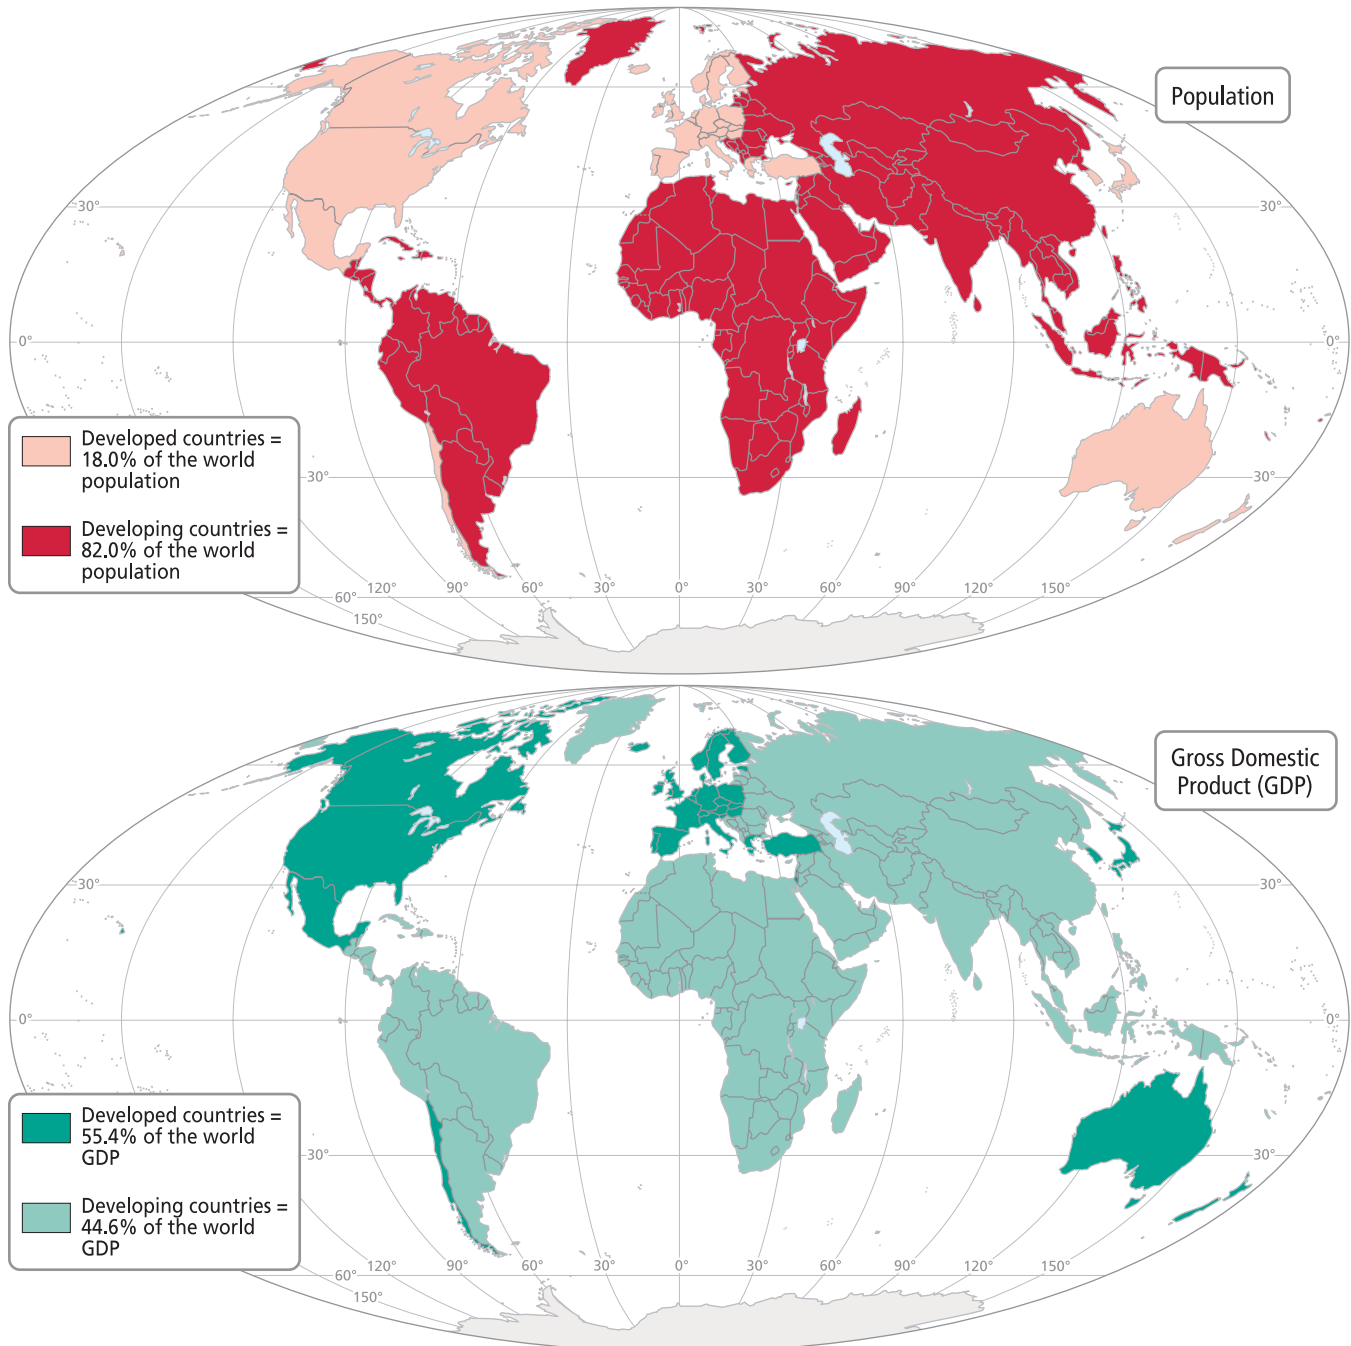 Population
30°
30°
0°
0°
Developed countries =
18.0% of the world
population
Developing countries =
82.0% of the world
population
30°
30°
120°
90°
60°
30°
0°
30°
60°
90°
120°
150°
60°
150°
Gross Domestic
Product (GDP)
30°
30°
0°
0°
Developed countries =
55.4% of the world
GDP
Developing countries =
44.6% of the world
GDP
30°
30°
120°
90°
60°
30°
0°
30°
60°
90°
120°
150°
60°
150°